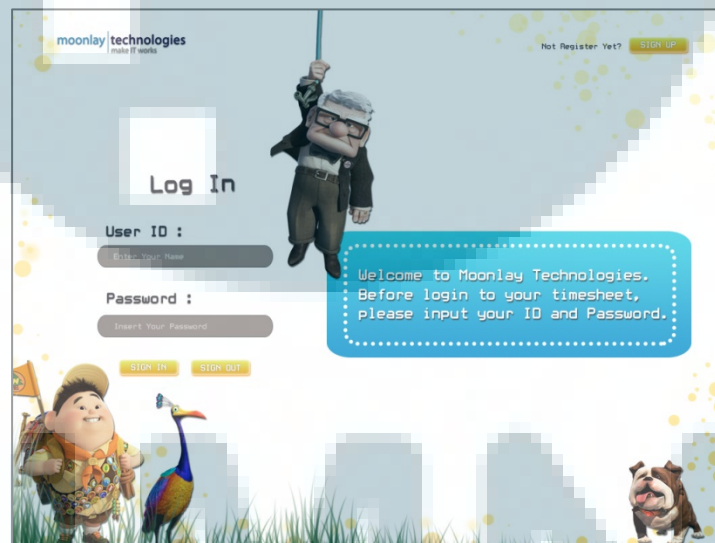 moonlay technologies
make IT works
Not Register Yet? SIGN UP
Log In
User ID :
Enter Your Name
Password :
Insert Your Password
SIGN IN SIGN OUT
Welcome to Moonlay Technologies.
Before login to your timesheet,
please input your ID and Password.